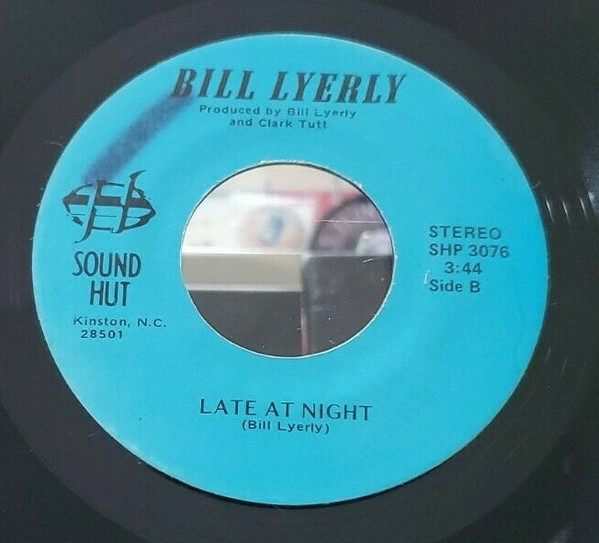 BILL LYERLY
Produced by Bill Lyerly
and Clark Tutt
SOUND
HUT
Kinston, N.C.
28501
STEREO
SHP 3076
3:44
Side B
LATE AT NIGHT
(Bill Lyerly)